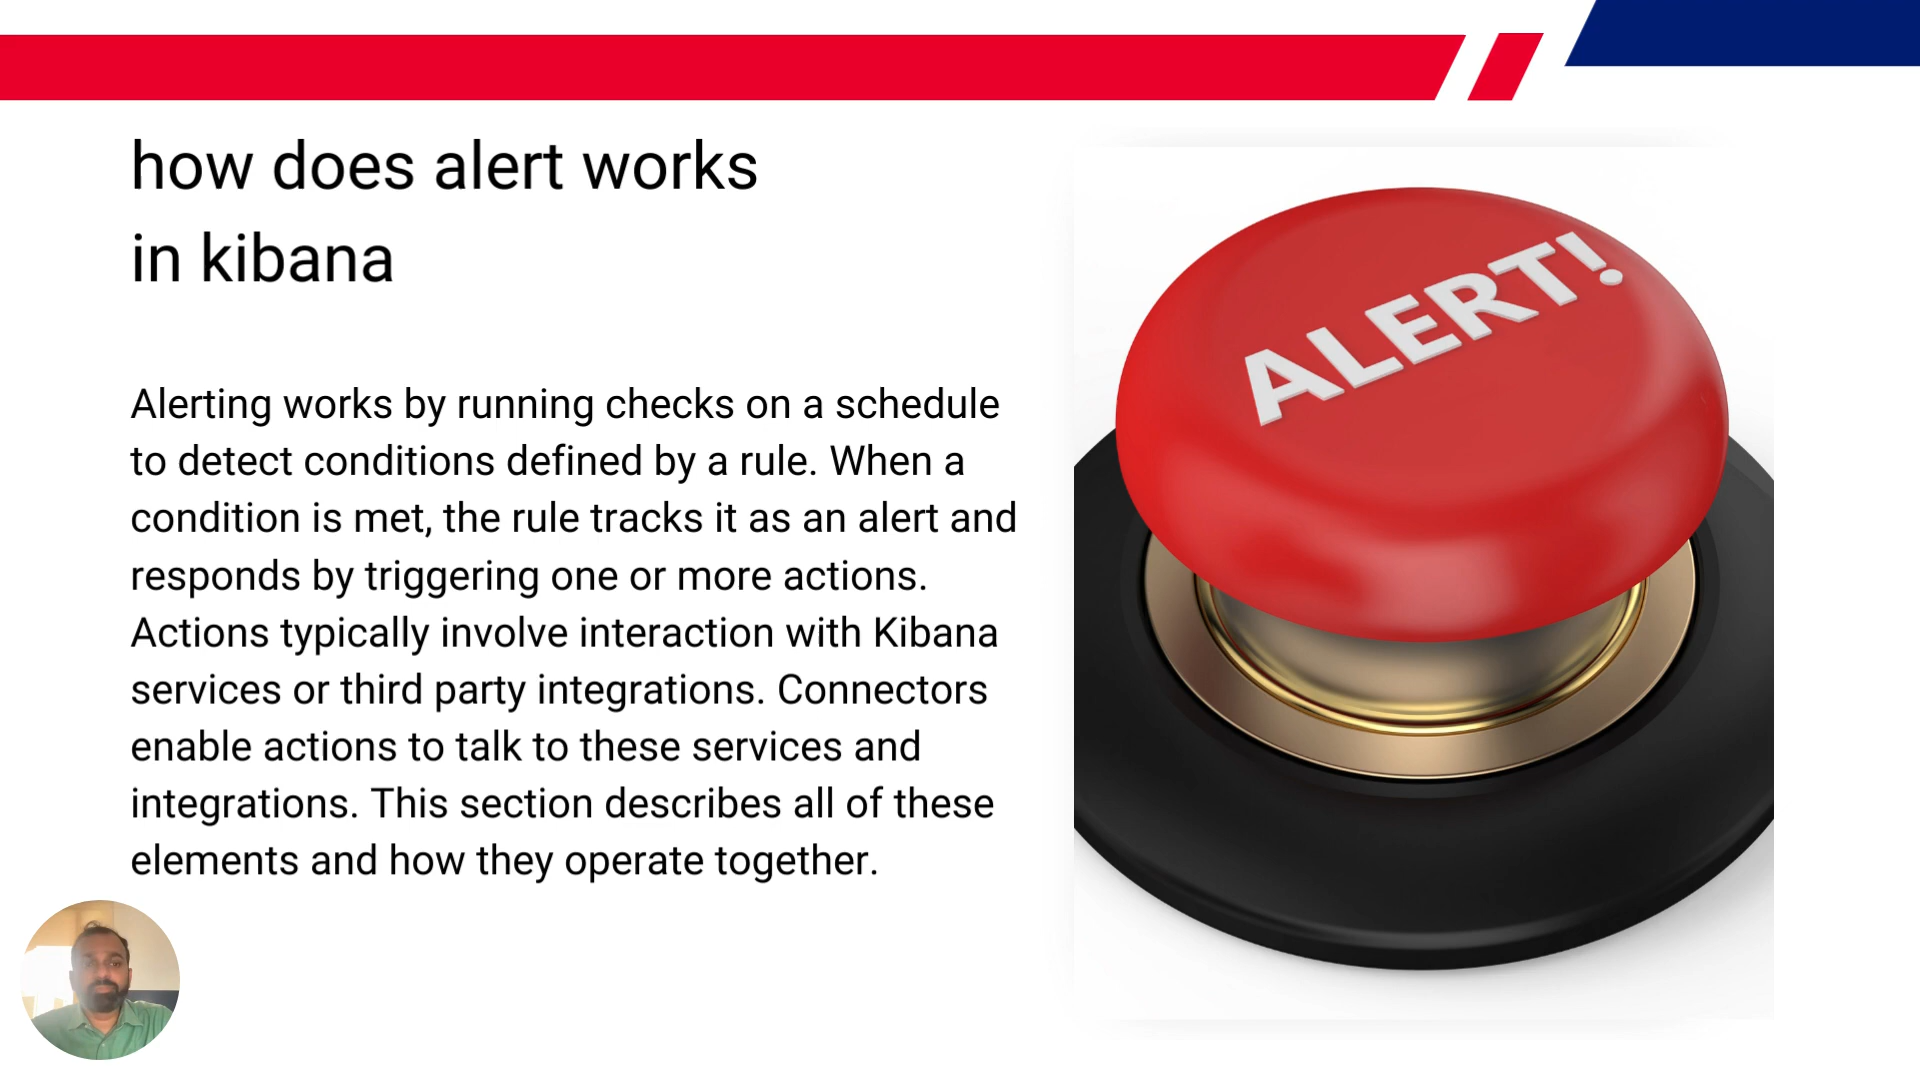 how does alert works
in kibana
Alerting works by running checks on a schedule
to detect conditions defined by a rule. When a
condition is met, the rule tracks it as an alert and
responds by triggering one or more actions.
Actions typically involve interaction with Kibana
services or third party integrations. Connectors
enable actions to talk to these services and
integrations. This section describes all of these
elements and how they operate together.
ALERT!